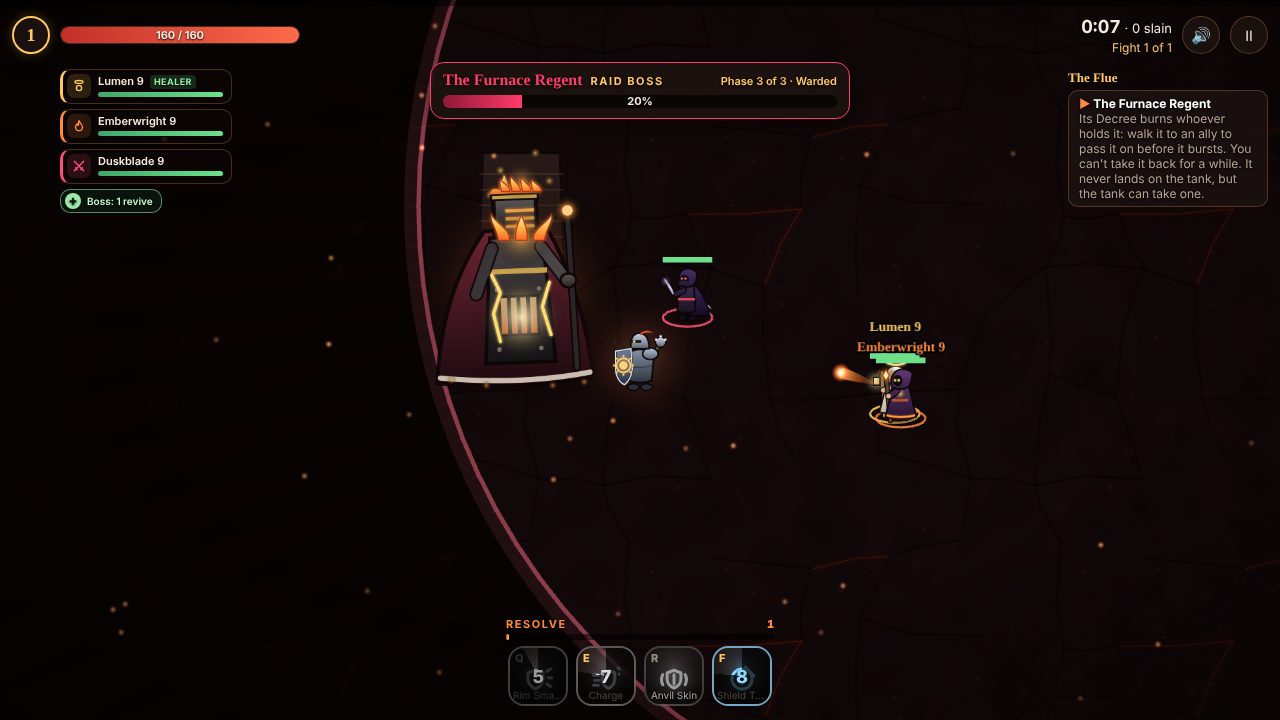 1
160 / 160
0:07 · 0 slain
Fight 1 of 1
Lumen 9 HEALER
Emberwright 9
Duskblade 9
Boss: 1 revive
The Furnace Regent RAID BOSS Phase 3 of 3 · Warded
20%
The Flue
▶ The Furnace Regent
Its Decree burns whoever
holds it: walk it to an ally to
pass it on before it bursts. You
can't take it back for a while. It
never lands on the tank, but
the tank can take one.
Lumen 9
Emberwright 9
RESOLVE 1
Q E R F
5 7 8
Rim Sma... Charge Anvil Skin Shield T...